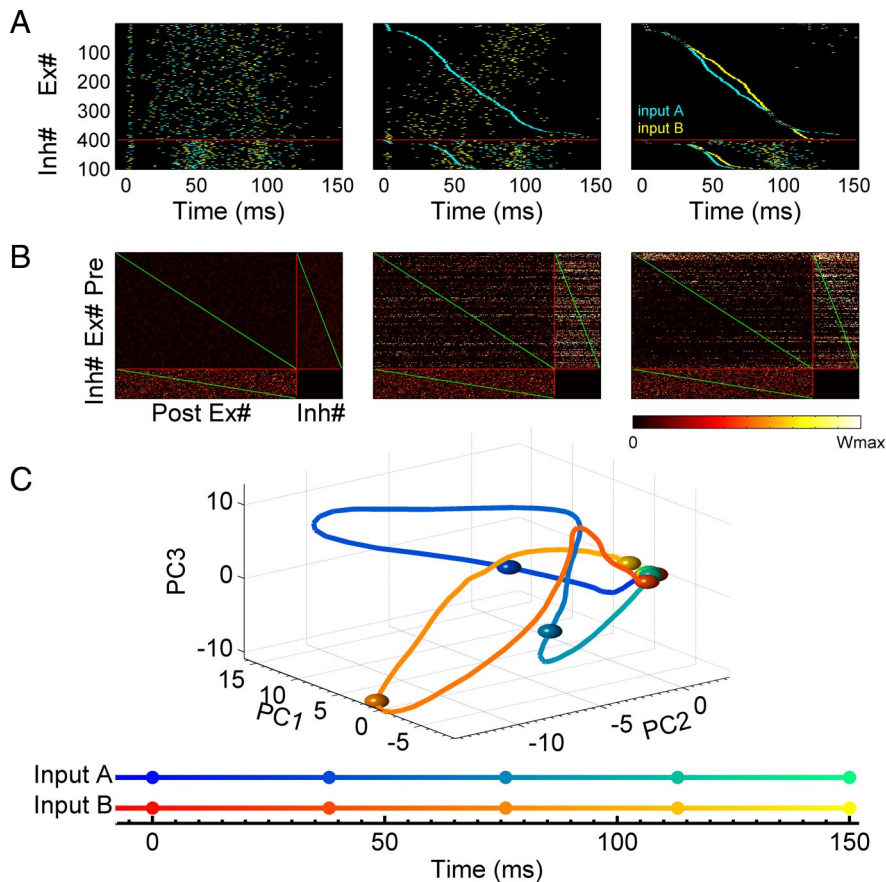 A
Ex#
Inh#
100
200
300
400
100
0 50 100 150
Time (ms)
0 50 100 150
Time (ms)
input A
input B
0 50 100 150
Time (ms)
B
Inh# Ex# Pre
Post Ex# Inh#
0 Wmax
C
PC3
10
0
-10
15
10
5
0
-5
PC1
-10
-5
0
PC2
Input A
Input B
0 50 100 150
Time (ms)